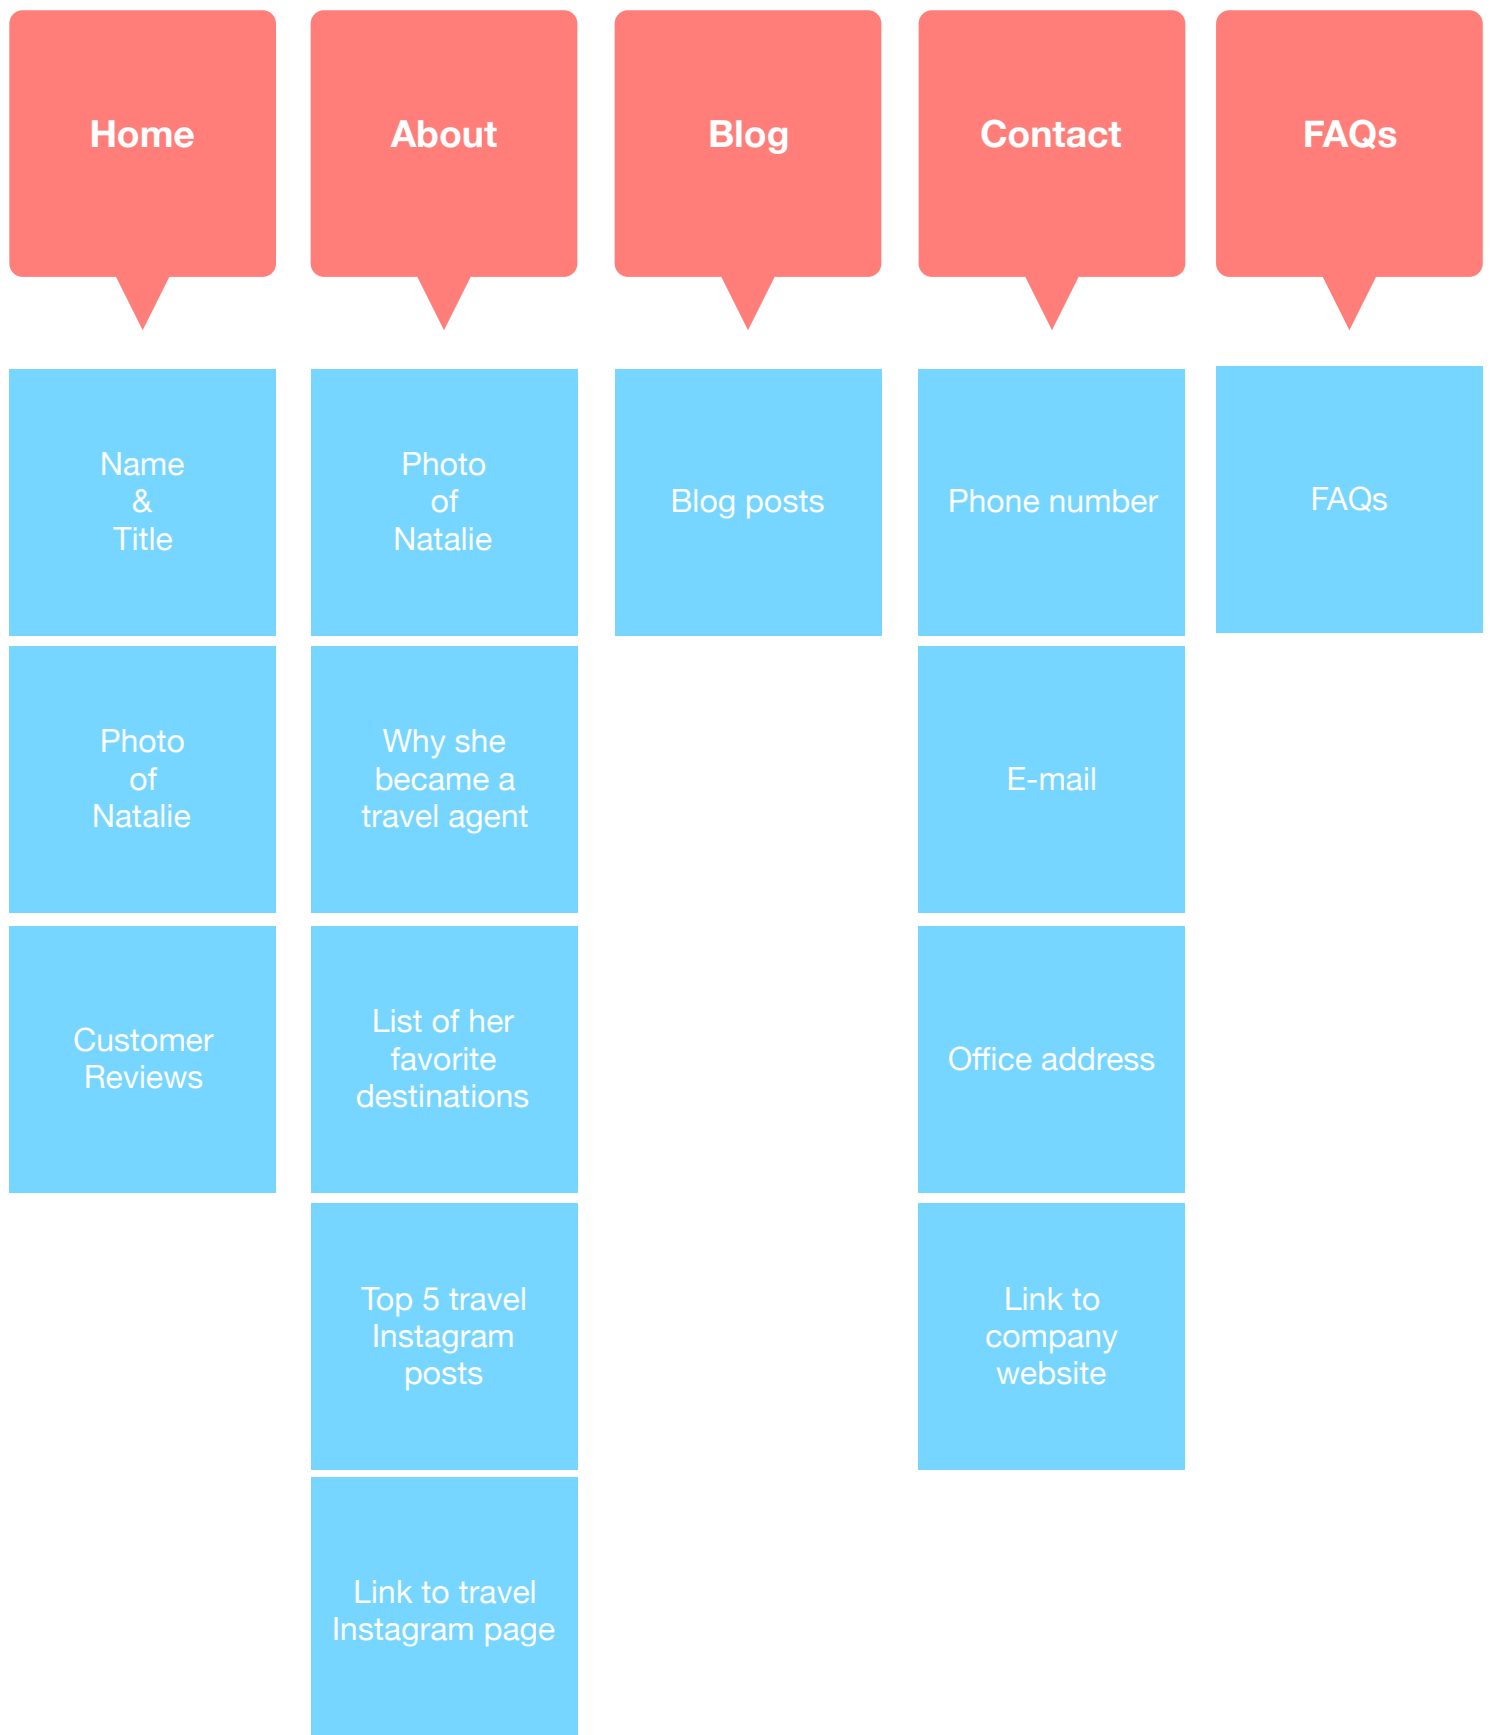 Home
About
Blog
Contact
FAQs
Name
&
Title
Photo
of
Natalie
Blog posts
Phone number
FAQs
Photo
of
Natalie
Why she
became a
travel agent
E-mail
Customer
Reviews
List of her
favorite
destinations
Office address
Top 5 travel
Instagram
posts
Link to
company
website
Link to travel
Instagram page